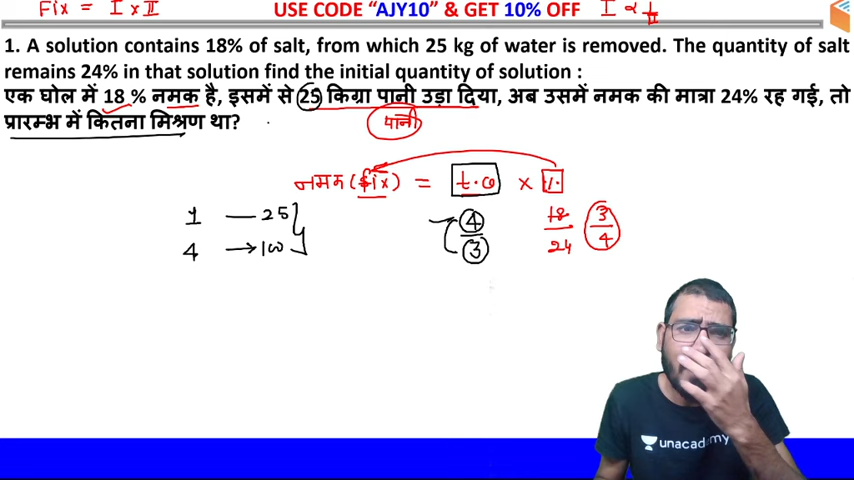 Fix = I × II
USE CODE "AJY10" & GET 10% OFF
I ∝ 1/II
1. A solution contains 18% of salt, from which 25 kg of water is removed. The quantity of salt
remains 24% in that solution find the initial quantity of solution :
एक घोल में 18 % नमक है, इसमें से 25 किग्रा पानी उड़ा दिया, अब उसमें नमक की मात्रा 24% रह गई, तो
प्रारम्भ में कितना मिश्रण था?
पानी
नमक (fix) = t.co × %
1 — 25
4 → 100
4
3
18
24
3
4
unacademy